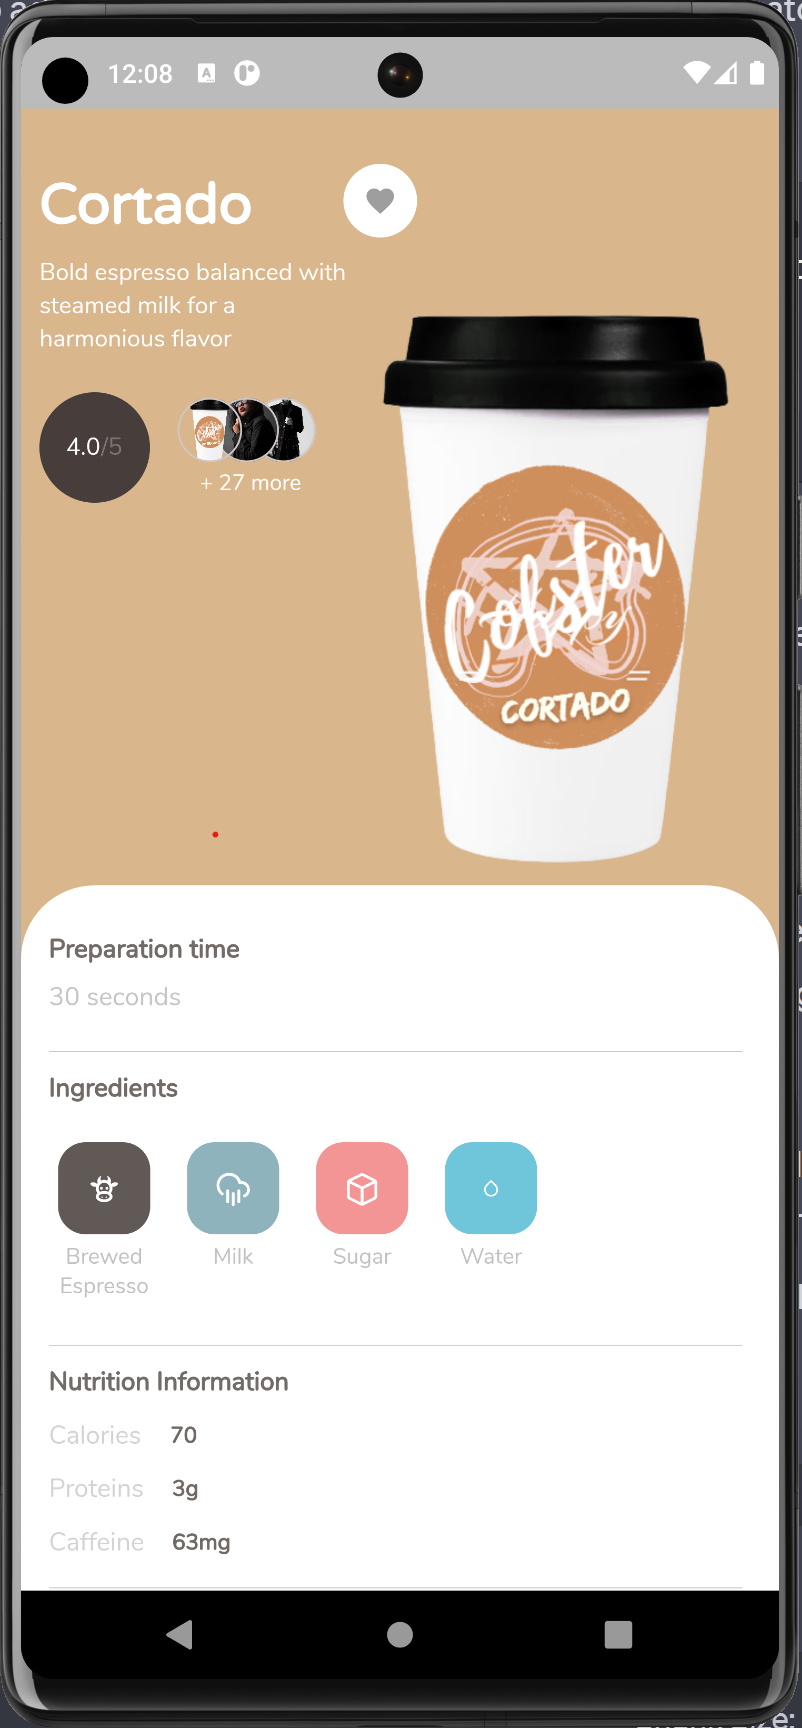 12:08
A
Cortado
Bold espresso balanced with
steamed milk for a
harmonious flavor
4.0/5
+ 27 more
Cobster
CORTADO
Preparation time
30 seconds
Ingredients
Brewed
Espresso
Milk
Sugar
Water
Nutrition Information
Calories 70
Proteins 3g
Caffeine 63mg